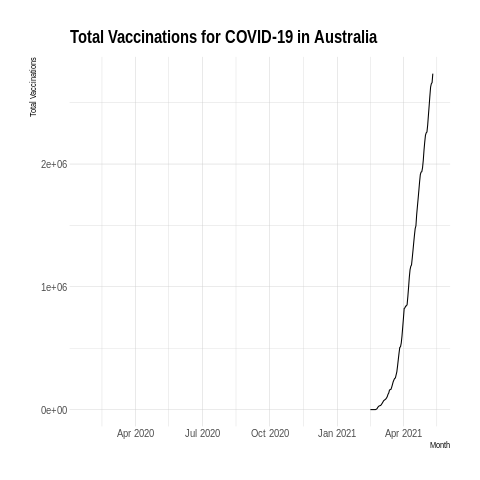 Total Vaccinations for COVID-19 in Australia
Total Vaccinations
2e+06
1e+06
0e+00
Apr 2020 Jul 2020 Oct 2020 Jan 2021 Apr 2021
Month